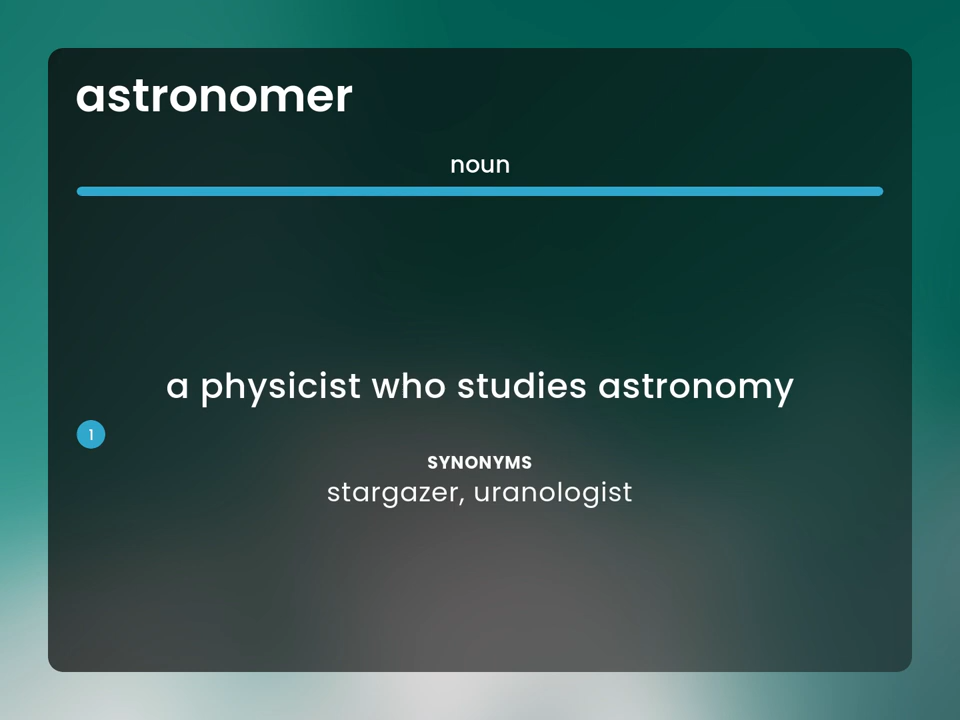 astronomer
noun
a physicist who studies astronomy
1
SYNONYMS
stargazer, uranologist